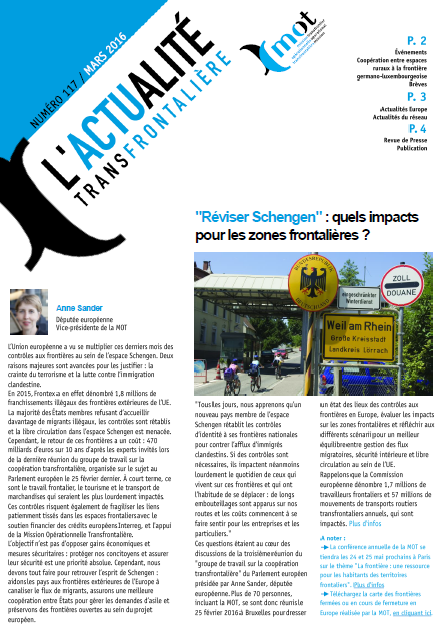 NUMÉRO 117 / MARS 2016
L'ACTUALITÉ
TRANSFRONTALIÈRE
mot
P. 2
Événements
Coopération entre espaces
ruraux à la frontière
germano-luxembourgeoise
Brèves
P. 3
Actualités Europe
Actualités du réseau
P. 4
Revue de Presse
Publication
"Réviser Schengen" : quels impacts
pour les zones frontalières ?
BUNDESREPUBLIK
ZOLL
DOUANE
eingeschränkter
Winterdienst
Weil am Rhein
Große Kreisstadt
Landkreis Lörrach
Anne Sander
Députée européenne
Vice-présidente de la MOT
L'Union européenne a vu se multiplier ces derniers mois des
contrôles aux frontières au sein de l'espace Schengen. Deux
raisons majeures sont avancées pour les justifier : la
crainte du terrorisme et la lutte contre l'immigration
clandestine.
En 2015, Frontex a en effet dénombré 1,8 millions de
franchissements illégaux des frontières extérieures de l'UE.
La majorité des États membres refusant d'accueillir
davantage de migrants illégaux, les contrôles sont rétablis
et la libre circulation dans l'espace Schengen est menacée.
Cependant, le retour de ces frontières a un coût : 470
milliards d'euros sur 10 ans d'après les experts invités lors
de la dernière réunion du groupe de travail sur la
coopération transfrontalière, organisée sur le sujet au
Parlement européen le 25 février dernier. À court terme, ce
sont le travail frontalier, le tourisme et le transport de
marchandises qui seraient les plus lourdement impactés.
Ces contrôles risquent également de fragiliser les liens
patiemment tissés dans les espaces frontaliers avec le
soutien financier des crédits européens Interreg, et l'appui
de la Mission Opérationnelle Transfrontalière.
L'objectif n'est pas d'opposer gains économiques et
mesures sécuritaires : protéger nos concitoyens et assurer
leur sécurité est une priorité absolue. Cependant, nous
devons tout faire pour retrouver l'esprit de Schengen :
aidons les pays aux frontières extérieures de l'Europe à
canaliser le flux de migrants, assurons une meilleure
coopération entre États pour gérer les demandes d'asile et
préservons des frontières ouvertes au sein du projet
européen.
"Tous les jours, nous apprenons qu'un
nouveau pays membre de l'espace
Schengen rétablit les contrôles
d'identité à ses frontières nationales
pour contrer l'afflux d'immigrés
clandestins. Si des contrôles sont
nécessaires, ils impactent néanmoins
lourdement le quotidien de ceux qui
vivent sur ces frontières et qui ont
l'habitude de se déplacer : de longs
embouteillages sont apparus sur nos
routes et les coûts commencent à se
faire sentir pour les entreprises et les
particuliers."
Ces questions étaient au cœur des
discussions de la troisième réunion du
"groupe de travail sur la coopération
transfrontalière" du Parlement européen
présidée par Anne Sander, députée
européenne. Plus de 70 personnes,
incluant la MOT, se sont donc réunies le
25 février 2016 à Bruxelles pour dresser
un état des lieux des contrôles aux
frontières en Europe, évaluer les impacts
sur les zones frontalières et réfléchir aux
différents scénarii pour un meilleur
équilibre entre gestion des flux
migratoires, sécurité intérieure et libre
circulation au sein de l'UE.
Rappelons que la Commission
européenne dénombre 1,7 millions de
travailleurs frontaliers et 57 millions de
mouvements de transports routiers
transfrontaliers annuels, qui sont
impactés. Plus d'infos
A noter :
La conférence annuelle de la MOT se
tiendra les 24 et 25 mai prochains à Paris
sur le thème "La frontière : une ressource
pour les habitants des territoires
frontaliers". Plus d'infos
Téléchargez la carte des frontières
fermées ou en cours de fermeture en
Europe réalisée par la MOT, en cliquant ici